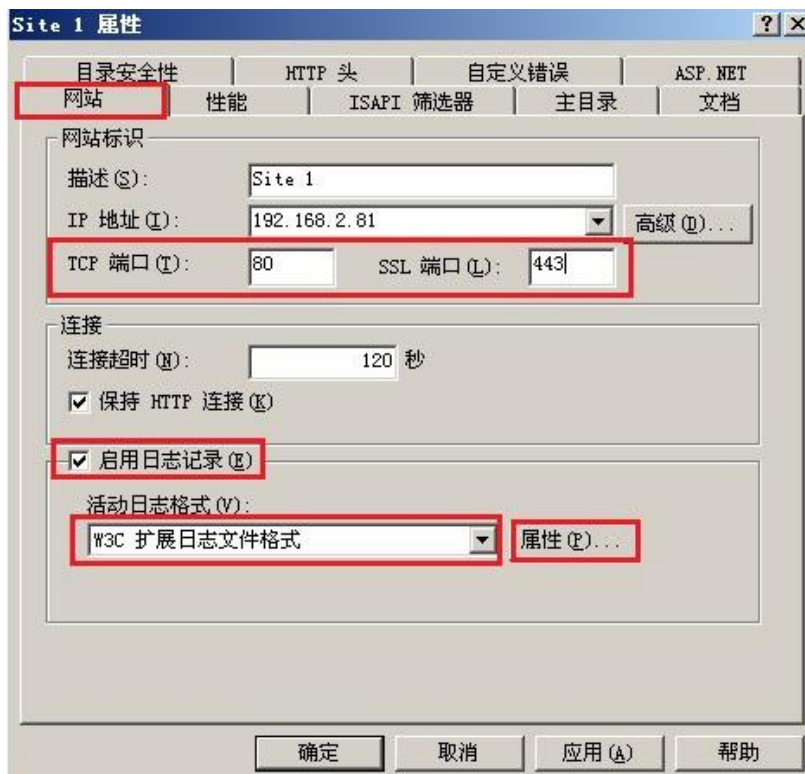 Site 1 属性
目录安全性 HTTP 头 自定义错误 ASP.NET
网站 性能 ISAPI 筛选器 主目录 文档
网站标识
描述(S): Site 1
IP 地址(I): 192.168.2.81 高级(D)...
TCP 端口(T): 80 SSL 端口(L): 443
连接
连接超时(N): 120 秒
保持 HTTP 连接(K)
启用日志记录(E)
活动日志格式(V):
W3C 扩展日志文件格式 属性(P)...
确定 取消 应用(A) 帮助